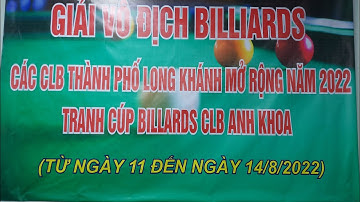 GIẢI VÔ ĐỊCH BILLIARDS
CÁC CLB THÀNH PHỐ LONG KHÁNH MỞ RỘNG NĂM 2022
TRANH CÚP BILLARDS CLB ANH KHOA
(TỪ NGÀY 11 ĐẾN NGÀY 14/8/2022)